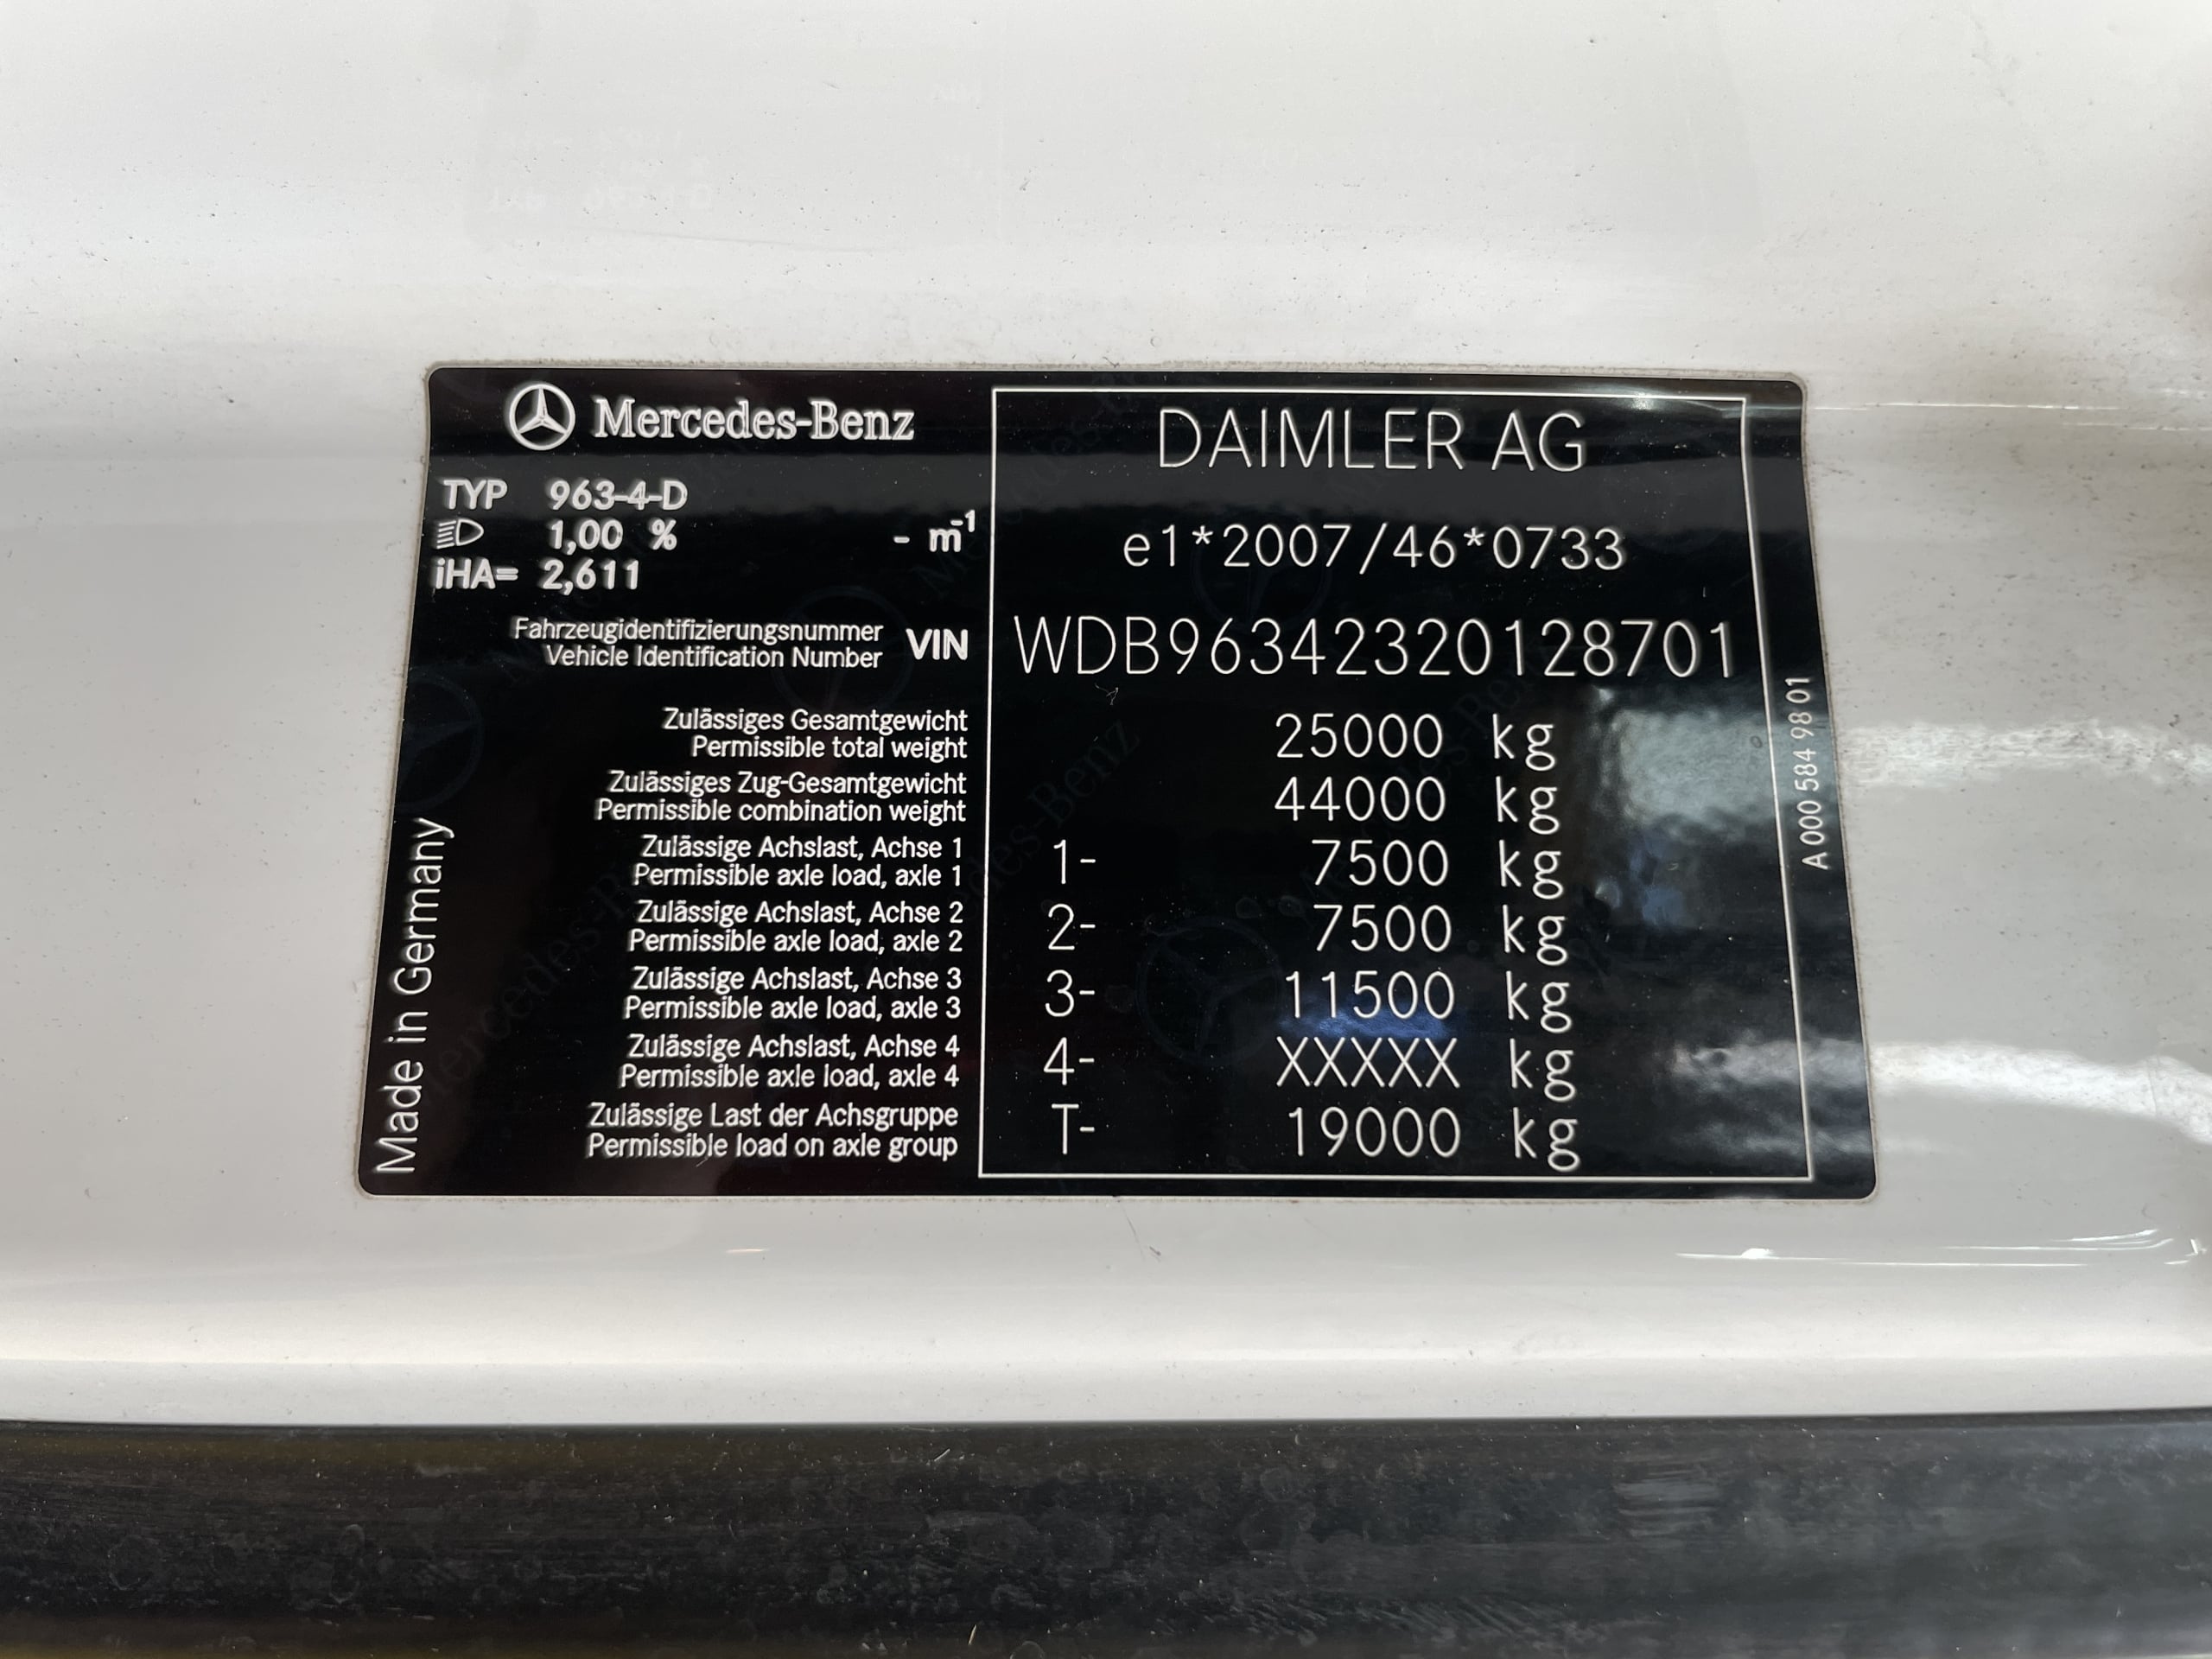 Mercedes-Benz
TYP 963-4-D
1,00 % - m-1
iHA= 2,611
DAIMLER AG
e1*2007/46*0733
Fahrzeugidentifizierungsnummer
Vehicle Identification Number
VIN WDB96342320128701
Zulässiges Gesamtgewicht
Permissible total weight
25000 kg
Zulässiges Zug-Gesamtgewicht
Permissible combination weight
44000 kg
Zulässige Achslast, Achse 1
Permissible axle load, axle 1
1- 7500 kg
Zulässige Achslast, Achse 2
Permissible axle load, axle 2
2- 7500 kg
Zulässige Achslast, Achse 3
Permissible axle load, axle 3
3- 11500 kg
Zulässige Achslast, Achse 4
Permissible axle load, axle 4
4- XXXXX kg
Zulässige Last der Achsgruppe
Permissible load on axle group
T- 19000 kg
Made in Germany
A 000 584 98 01